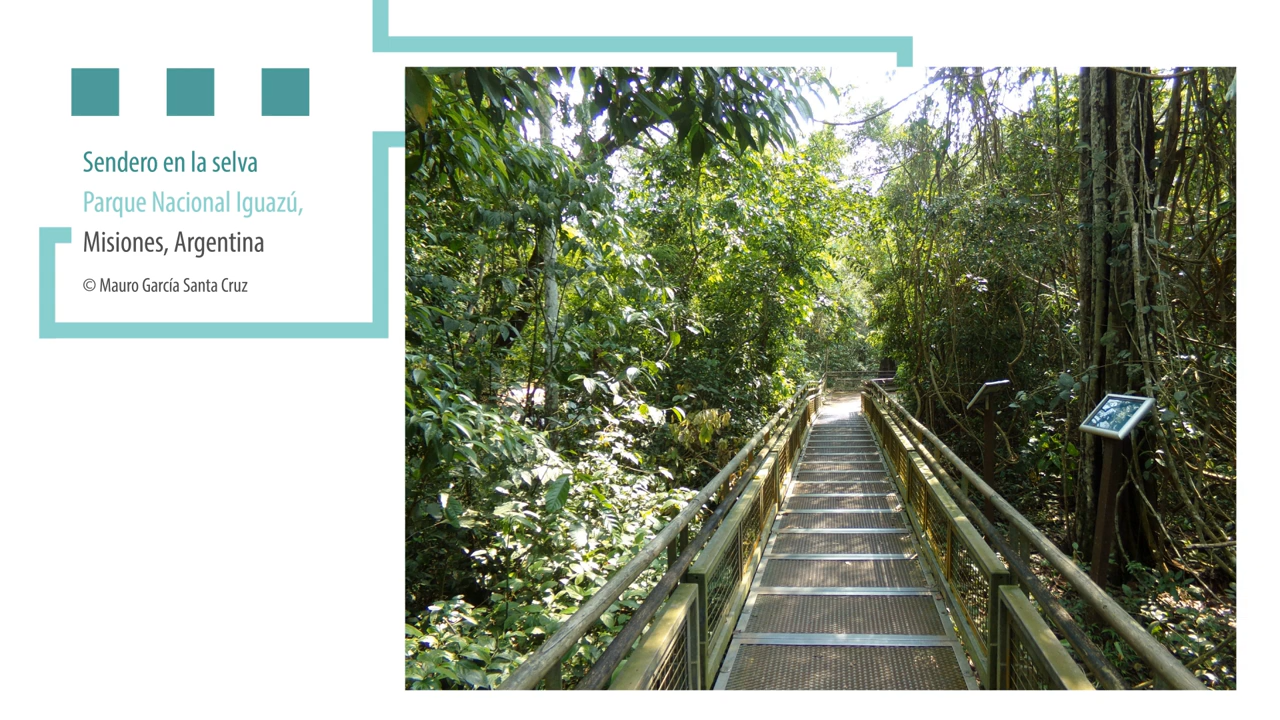 Sendero en la selva
Parque Nacional Iguazú,
Misiones, Argentina
© Mauro García Santa Cruz